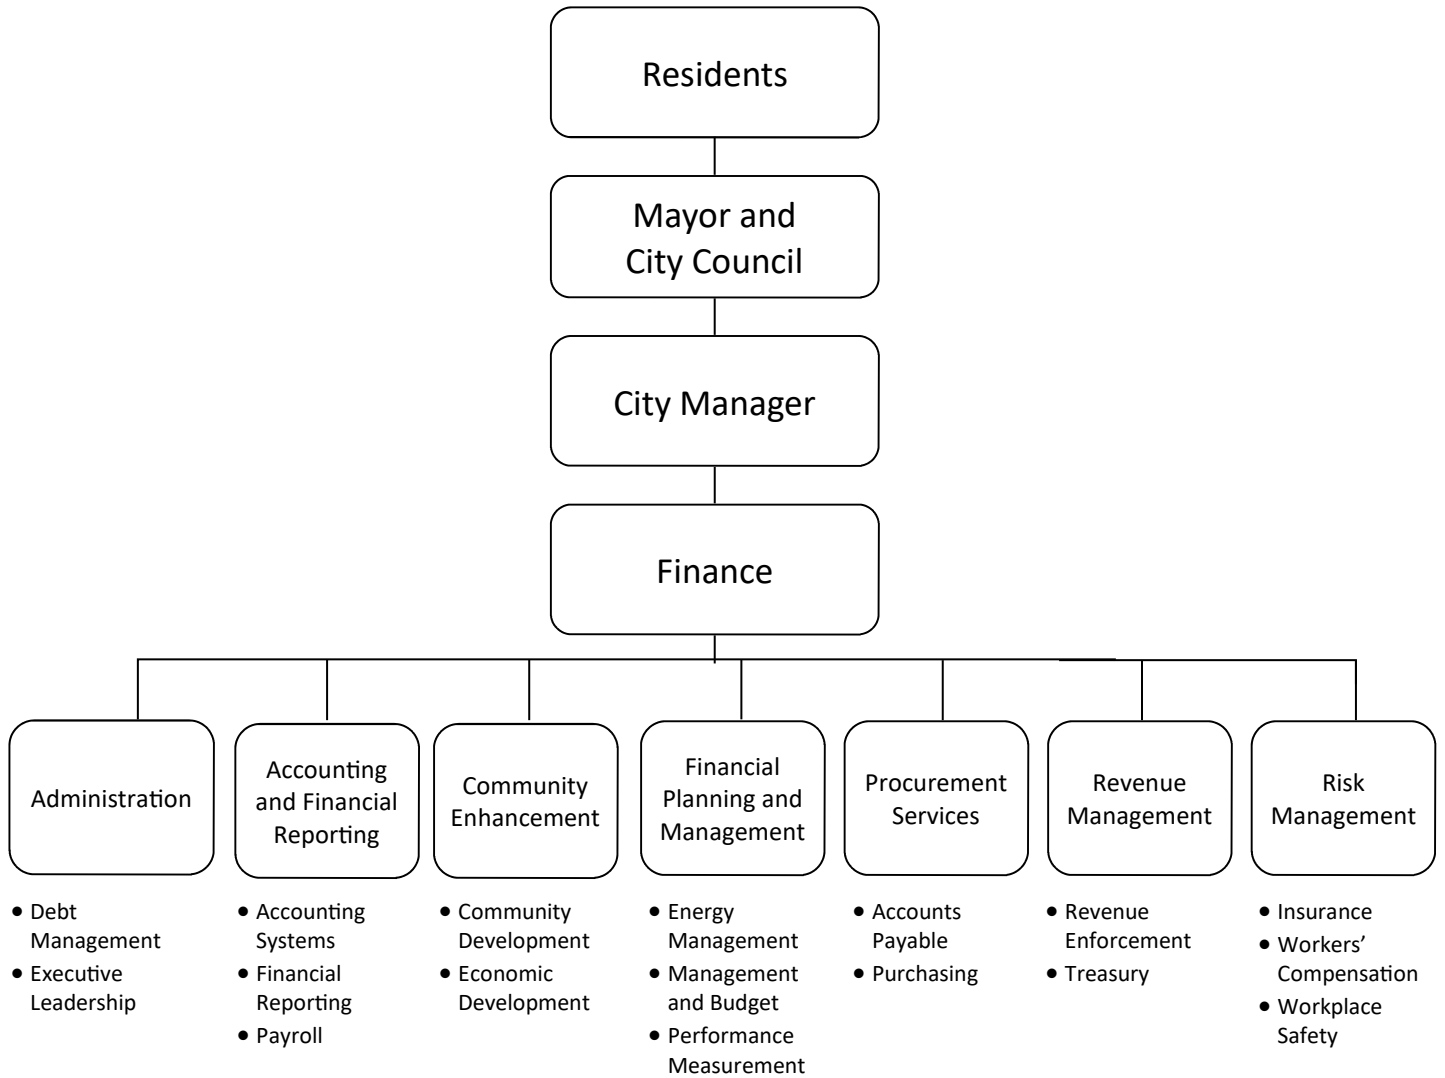 Residents
Mayor and
City Council
City Manager
Finance
Administration
Accounting
and Financial
Reporting
Community
Enhancement
Financial
Planning and
Management
Procurement
Services
Revenue
Management
Risk
Management
• Debt
Management
• Executive
Leadership
• Accounting
Systems
• Financial
Reporting
• Payroll
• Community
Development
• Economic
Development
• Energy
Management
• Management
and Budget
• Performance
Measurement
• Accounts
Payable
• Purchasing
• Revenue
Enforcement
• Treasury
• Insurance
• Workers’
Compensation
• Workplace
Safety